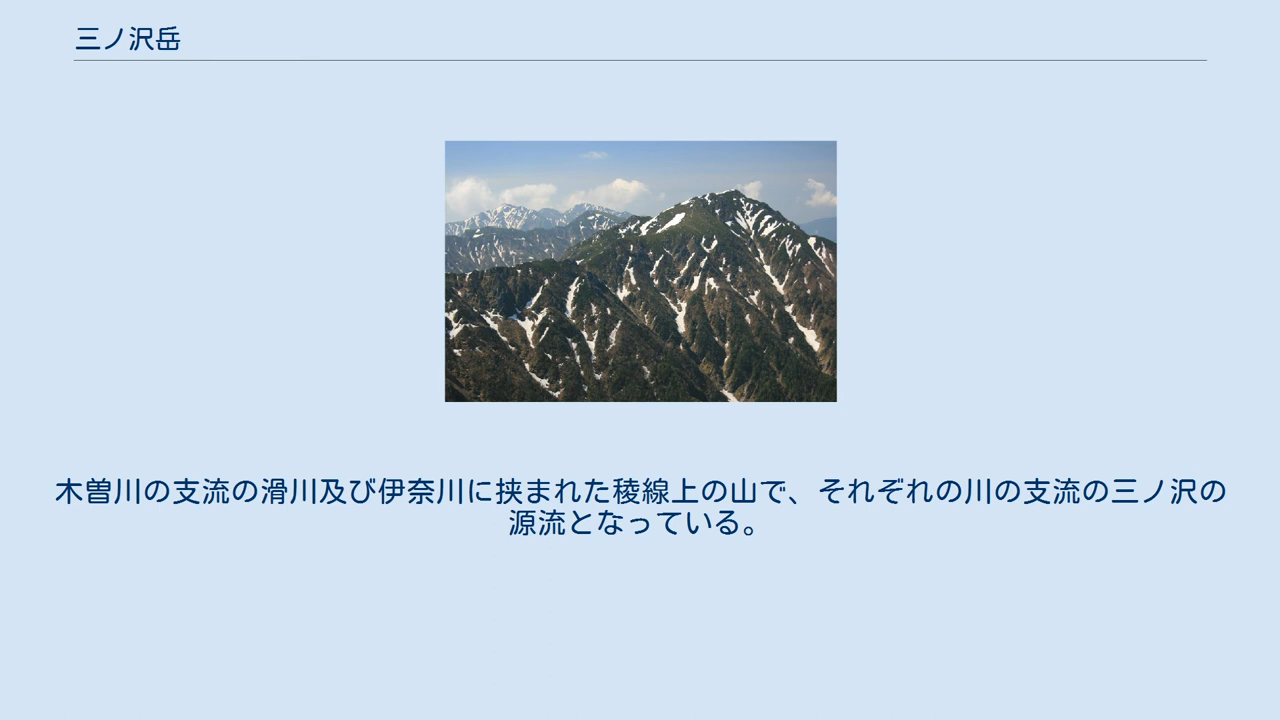 三ノ沢岳
木曽川の支流の滑川及び伊奈川に挟まれた稜線上の山で、それぞれの川の支流の三ノ沢の
源流となっている。